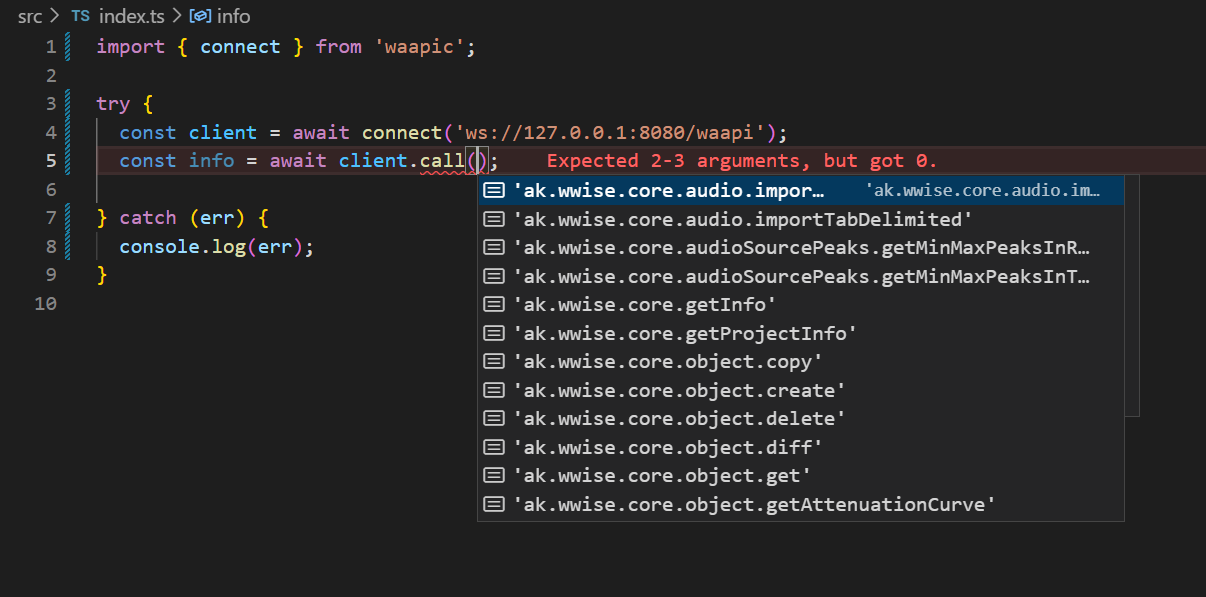 src > TS index.ts > info
1 import { connect } from 'waapic';
2
3 try {
4 const client = await connect('ws://127.0.0.1:8080/waapi');
5 const info = await client.call(); Expected 2-3 arguments, but got 0.
6
7 } catch (err) {
8 console.log(err);
9 }
10
'ak.wwise.core.audio.impor… 'ak.wwise.core.audio.im…
'ak.wwise.core.audio.importTabDelimited'
'ak.wwise.core.audioSourcePeaks.getMinMaxPeaksInR…
'ak.wwise.core.audioSourcePeaks.getMinMaxPeaksInT…
'ak.wwise.core.getInfo'
'ak.wwise.core.getProjectInfo'
'ak.wwise.core.object.copy'
'ak.wwise.core.object.create'
'ak.wwise.core.object.delete'
'ak.wwise.core.object.diff'
'ak.wwise.core.object.get'
'ak.wwise.core.object.getAttenuationCurve'